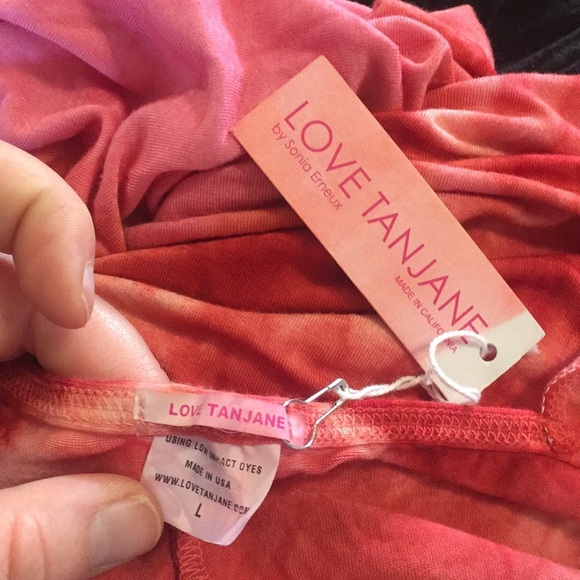 LOVE TANJANE
by Sonia Erneux
MADE IN CALIFORNIA
LOVE TANJANE
USING LOW IMPACT DYES
MADE IN USA
WWW.LOVETANJANE.COM
L